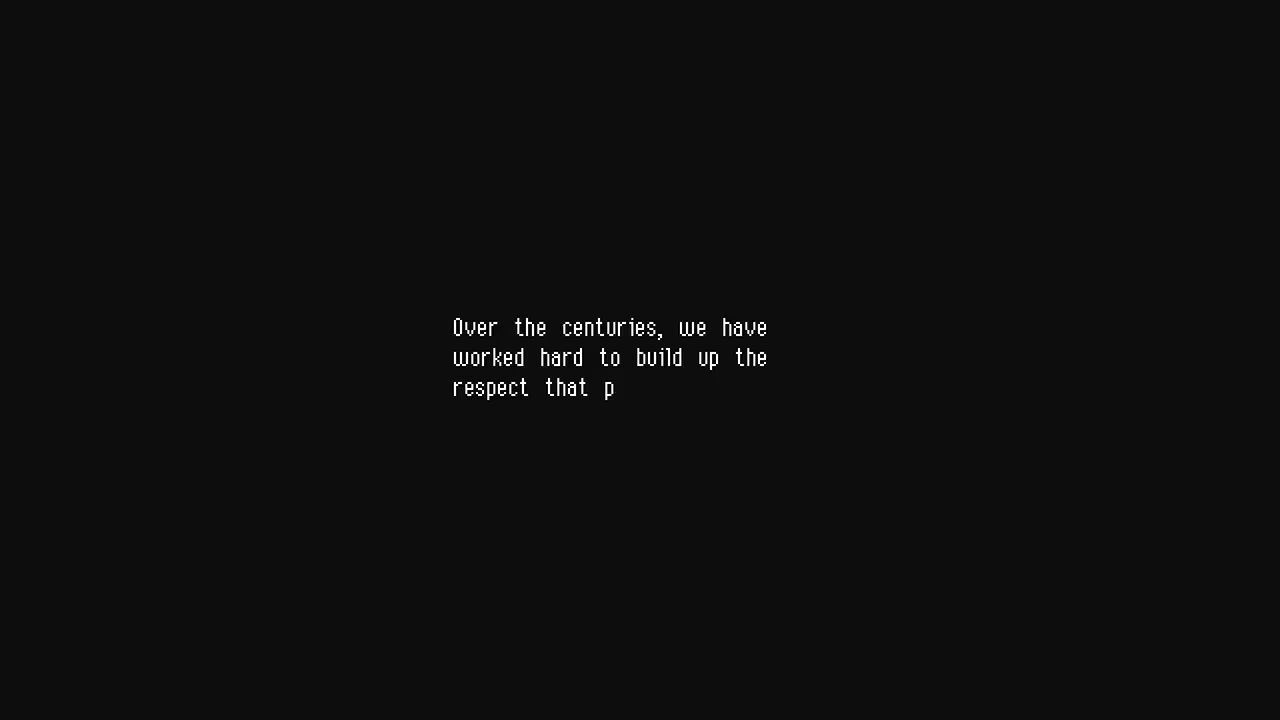 Over the centuries, we have
worked hard to build up the
respect that p